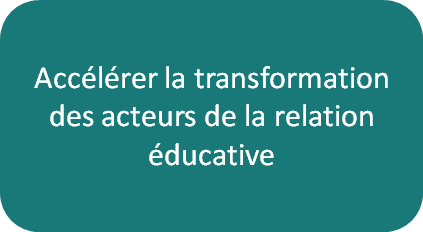 Accélérer la transformation
des acteurs de la relation
éducative